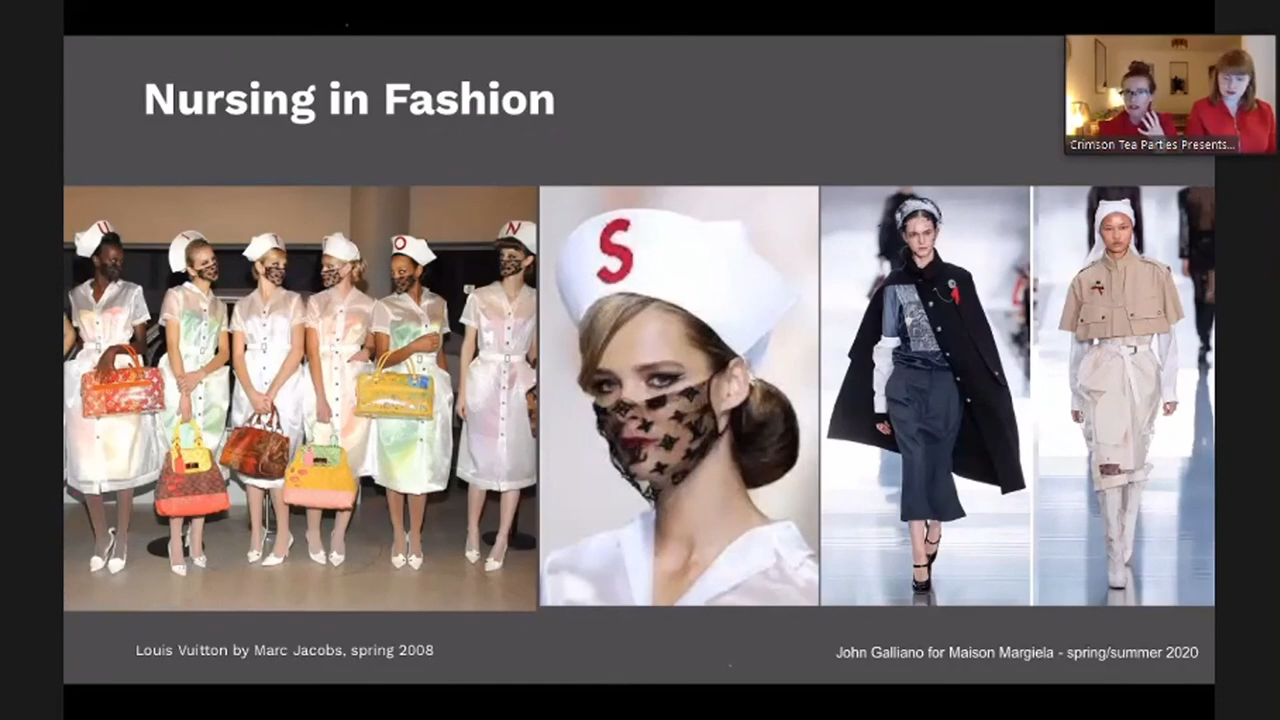 Nursing in Fashion
Crimson Tea Parties Presents...
U
I
T
O
N
S
Louis Vuitton by Marc Jacobs, spring 2008
John Galliano for Maison Margiela - spring/summer 2020